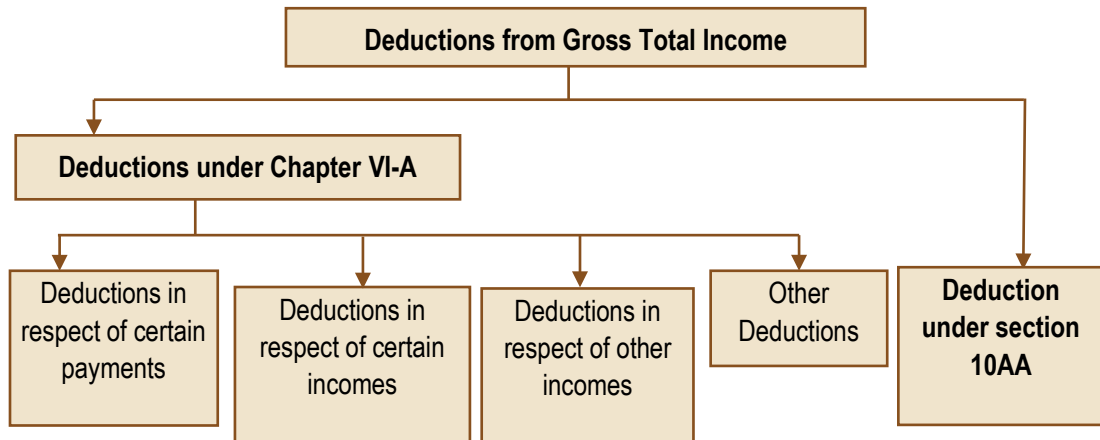 Deductions from Gross Total Income
Deductions under Chapter VI-A
Deductions in
respect of certain
payments
Deductions in
respect of certain
incomes
Deductions in
respect of other
incomes
Other
Deductions
Deduction
under section
10AA